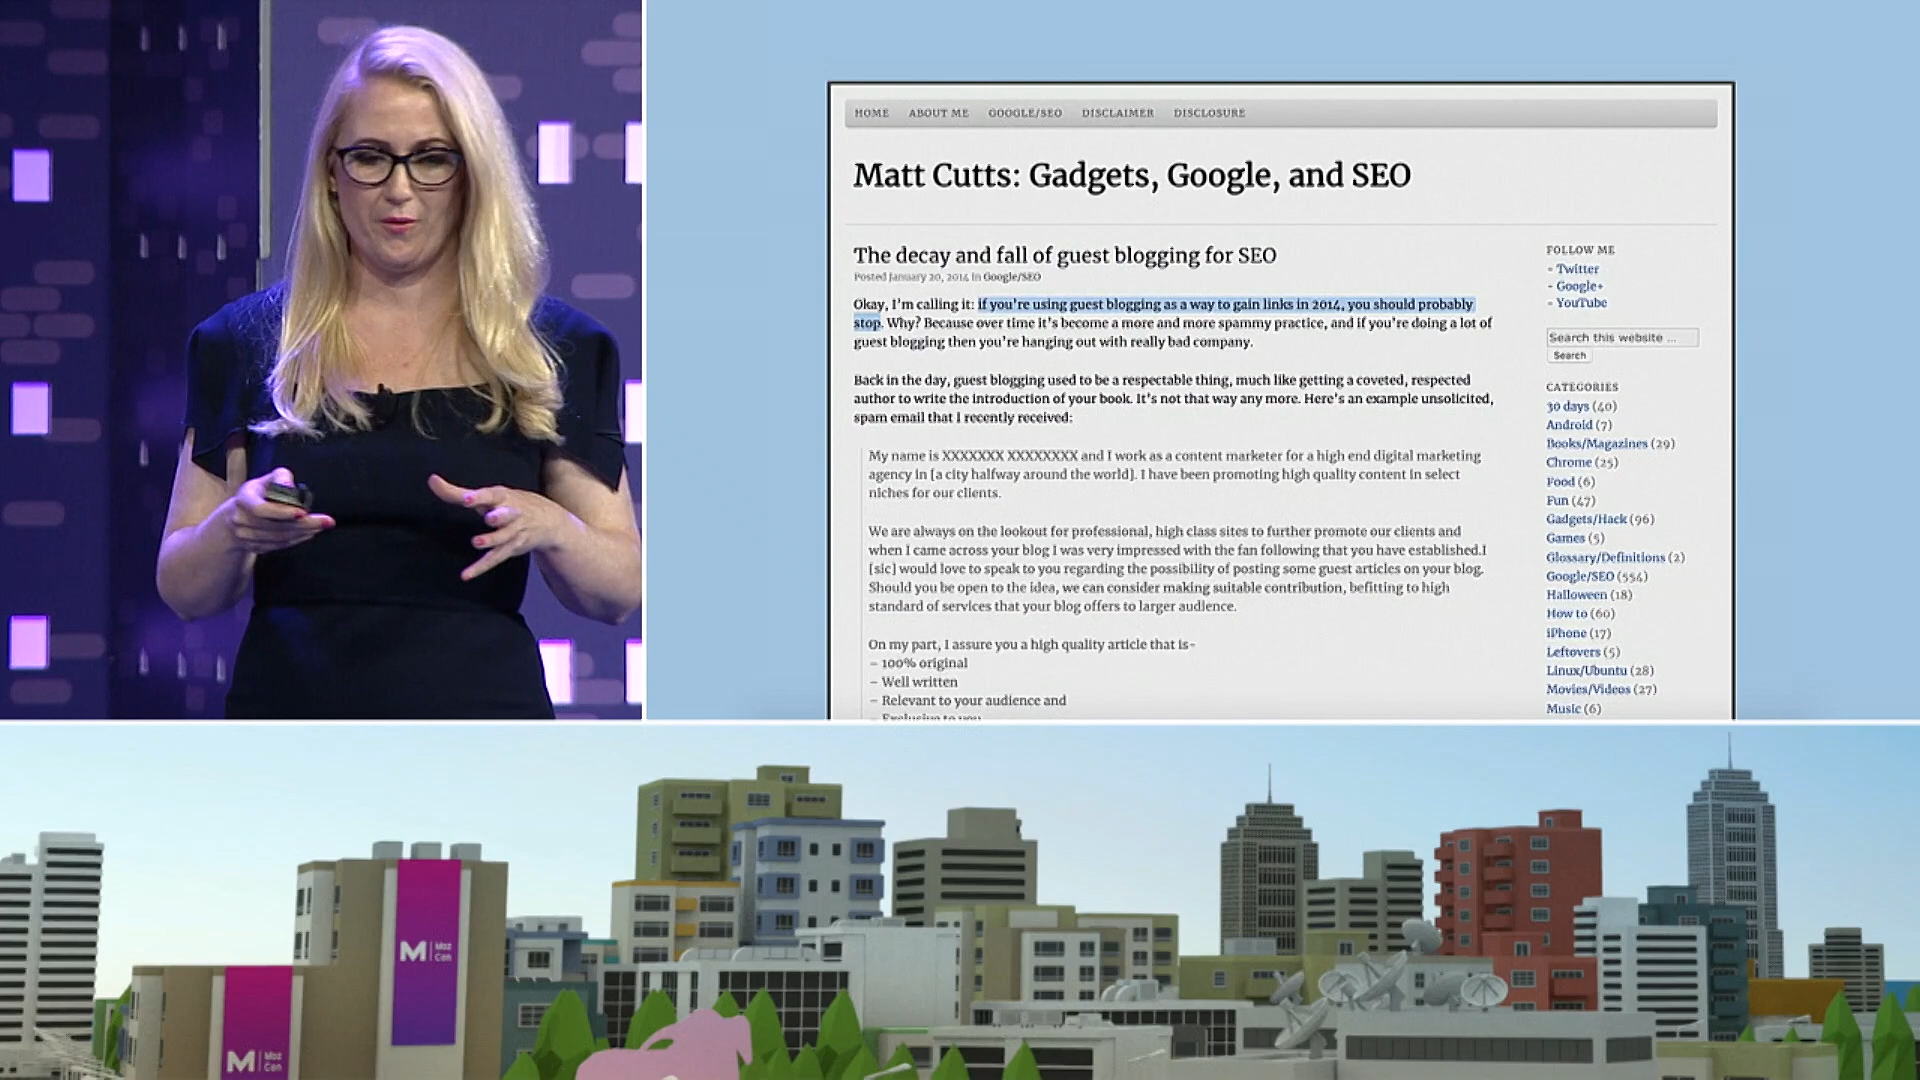 HOME ABOUT ME GOOGLE/SEO DISCLAIMER DISCLOSURE
Matt Cutts: Gadgets, Google, and SEO
The decay and fall of guest blogging for SEO
Posted January 20, 2014 in Google/SEO
Okay, I'm calling it: if you're using guest blogging as a way to gain links in 2014, you should probably
stop. Why? Because over time it's become a more and more spammy practice, and if you're doing a lot of
guest blogging then you're hanging out with really bad company.
Back in the day, guest blogging used to be a respectable thing, much like getting a coveted, respected
author to write the introduction of your book. It's not that way any more. Here's an example unsolicited,
spam email that I recently received:
My name is XXXXXXX XXXXXXXX and I work as a content marketer for a high end digital marketing
agency in [a city halfway around the world]. I have been promoting high quality content in select
niches for our clients.
We are always on the lookout for professional, high class sites to further promote our clients and
when I came across your blog I was very impressed with the fan following that you have established.I
[sic] would love to speak to you regarding the possibility of posting some guest articles on your blog.
Should you be open to the idea, we can consider making suitable contribution, befitting to high
standard of services that your blog offers to larger audience.
On my part, I assure you a high quality article that is-
– 100% original
– Well written
– Relevant to your audience and
– Exclusive to you
FOLLOW ME
- Twitter
- Google+
- YouTube
Search this website ...
Search
CATEGORIES
30 days (40)
Android (7)
Books/Magazines (29)
Chrome (25)
Food (6)
Fun (47)
Gadgets/Hack (96)
Games (5)
Glossary/Definitions (2)
Google/SEO (554)
Halloween (18)
How to (60)
iPhone (17)
Leftovers (5)
Linux/Ubuntu (28)
Movies/Videos (27)
Music (6)
M Moz
Con
M Moz
Con